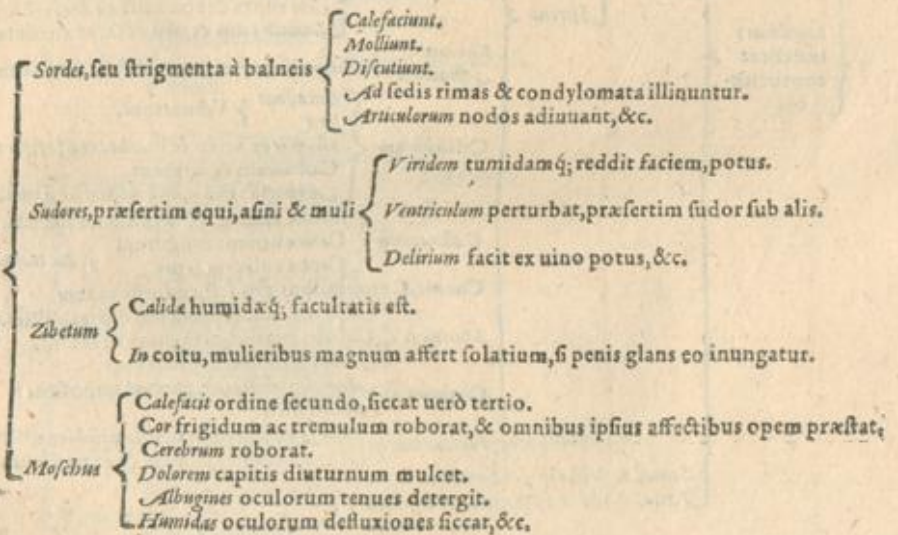 Calefaciunt.
Molliunt.
Sordes, seu strigmenta à balneis
Discutiunt.
Ad sedis rimas & condylomata illinuntur.
Articulorum nodos adiuuant, &c.
Viridem tumidamq; reddit faciem, potus.
Sudores, præsertim equi, asini & muli
Ventriculum perturbat, præsertim sudor sub alis.
Delirium facit ex uino potus, &c.
Calidæ humidæq; facultatis est.
Zibetum
In coitu, mulieribus magnum affert solatium, si penis glans eo inungatur.
Calefacit ordine secundo, siccat uerò tertio.
Cor frigidum ac tremulum roborat, & omnibus ipsius affectibus opem præstat,
Cerebrum roborat.
Moschus
Dolorem capitis diuturnum mulcet.
Albugines oculorum tenues detergit.
Humidas oculorum defluxiones siccat, &c.